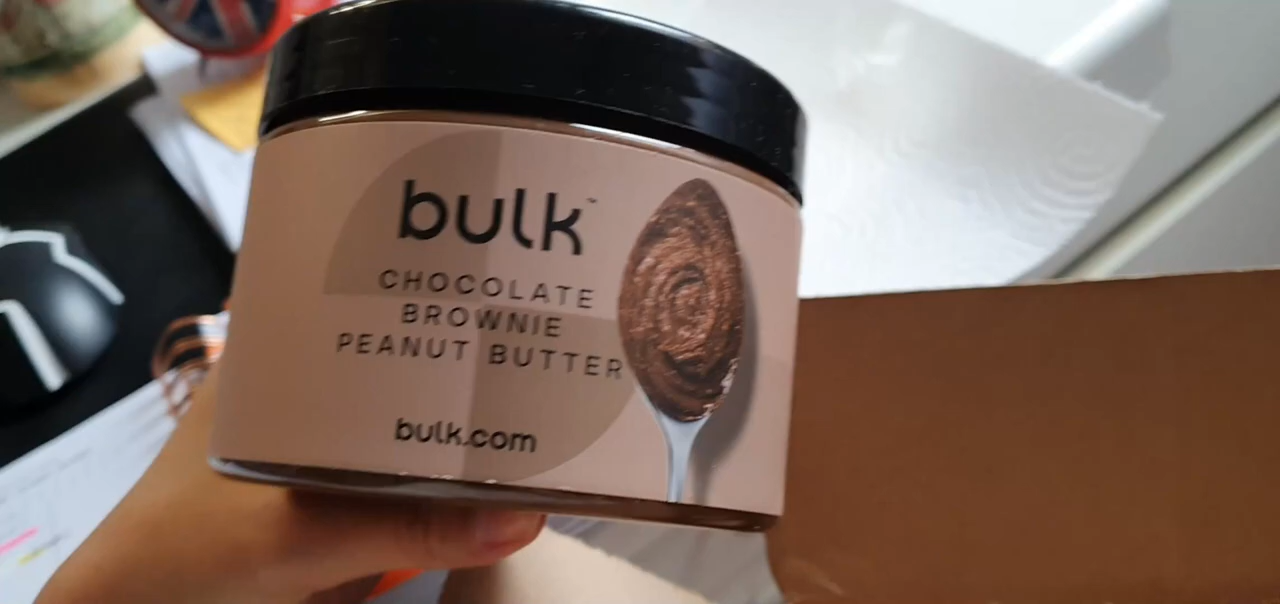 bulk™
CHOCOLATE
BROWNIE
PEANUT BUTTER
bulk.com